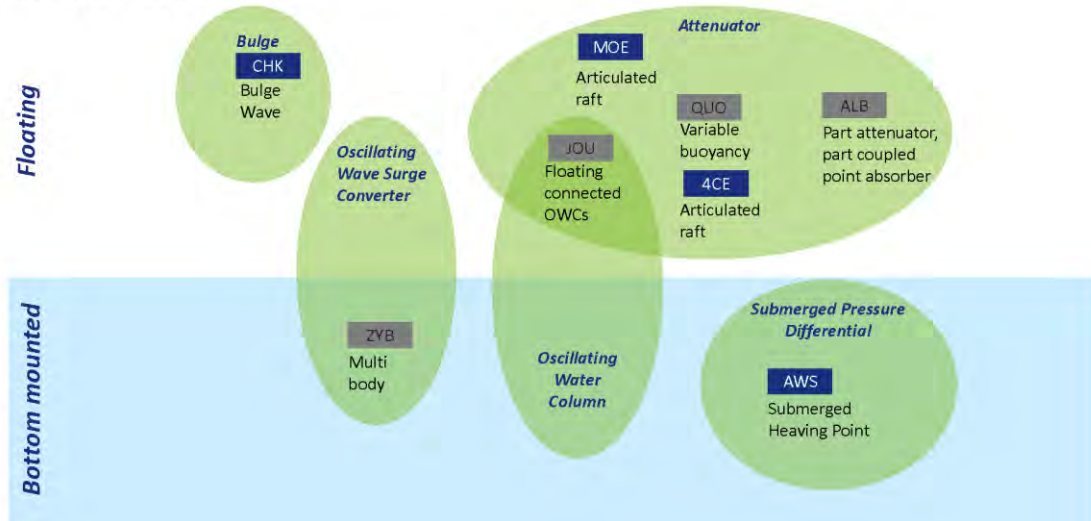 Floating
Bulge
CHK
Bulge
Wave
Oscillating
Wave Surge
Converter
Attenuator
MOE
Articulated
raft
QUO
Variable
buoyancy
ALB
Part attenuator,
part coupled
point absorber
JOU
Floating
connected
OWCs
4CE
Articulated
raft
Bottom mounted
ZYB
Multi
body
Oscillating
Water
Column
Submerged Pressure
Differential
AWS
Submerged
Heaving Point